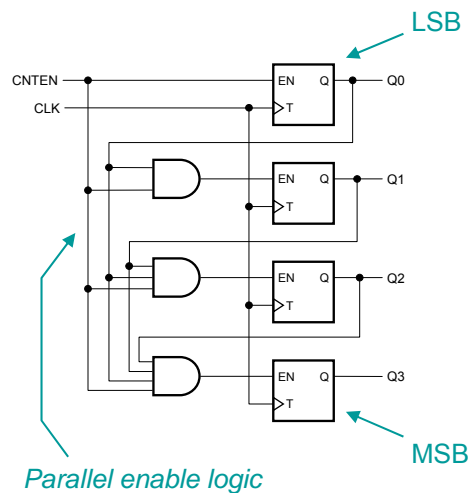 LSB
CNTEN
EN Q Q0
CLK
T
EN Q Q1
T
EN Q Q2
T
EN Q Q3
T
MSB
Parallel enable logic